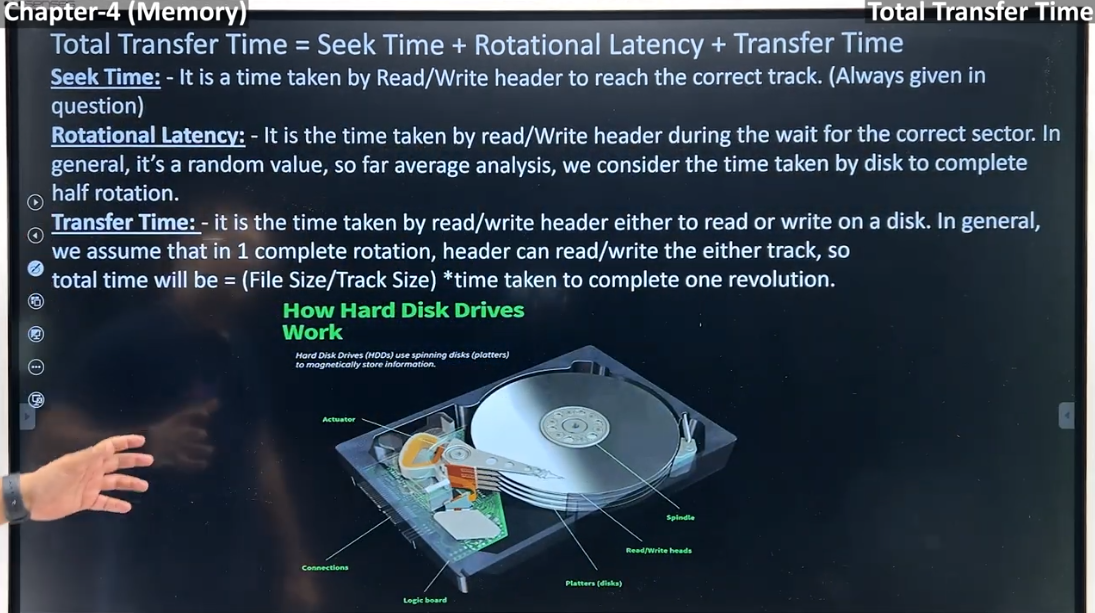 Chapter-4 (Memory)
Total Transfer Time
Total Transfer Time = Seek Time + Rotational Latency + Transfer Time
Seek Time: - It is a time taken by Read/Write header to reach the correct track. (Always given in
question)
Rotational Latency: - It is the time taken by read/Write header during the wait for the correct sector. In
general, it’s a random value, so far average analysis, we consider the time taken by disk to complete
half rotation.
Transfer Time: - it is the time taken by read/write header either to read or write on a disk. In general,
we assume that in 1 complete rotation, header can read/write the either track, so
total time will be = (File Size/Track Size) *time taken to complete one revolution.
How Hard Disk Drives
Work
Hard Disk Drives (HDDs) use spinning disks (platters)
to magnetically store information.
Actuator
Spindle
Read/Write heads
Connections
Platters (disks)
Logic board